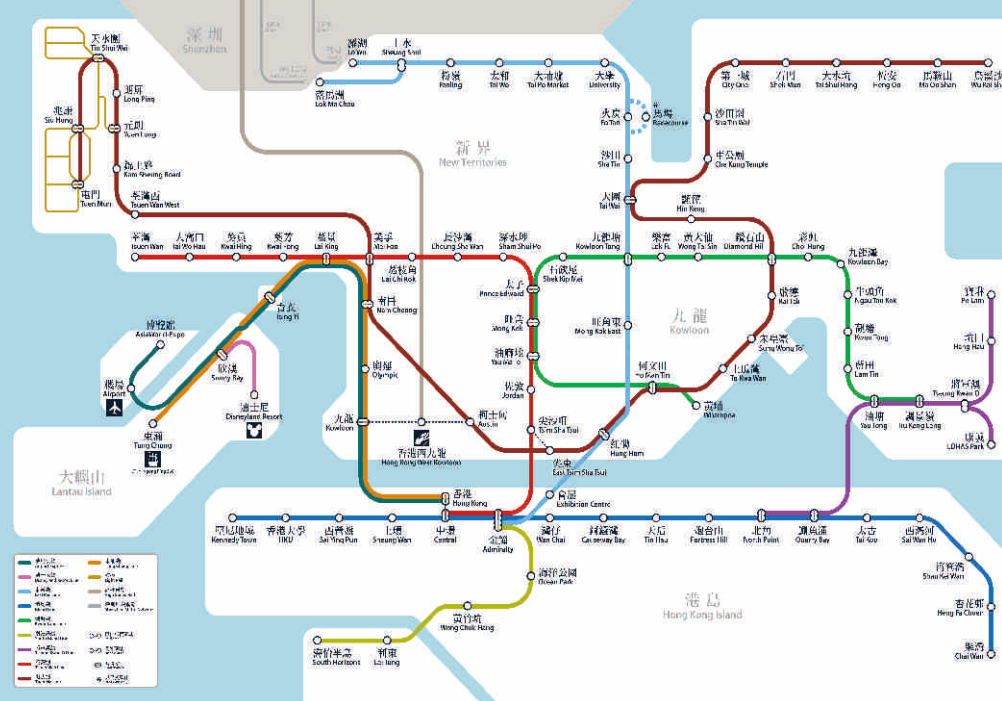 深圳
Shenzhen
天水圍
Tin Shui Wai
朗屏
Long Ping
兆康
Siu Hong
元朗
Yuen Long
錦上路
Kam Sheung Road
屯門
Tuen Mun
荃灣西
Tsuen Wan West
羅湖
Lo Wu
上水
Sheung Shui
落馬洲
Lok Ma Chau
粉嶺
Fanling
太和
Tai Wo
大埔墟
Tai Po Market
大學
University
火炭
Fo Tan
馬場
Racecourse
沙田
Sha Tin
大圍
Tai Wai
第一城
City One
石門
Shek Mun
大水坑
Tai Shui Hang
恆安
Heng On
馬鞍山
Ma On Shan
烏溪沙
Wu Kai Sha
沙田圍
Sha Tin Wai
車公廟
Che Kung Temple
顯徑
Hin Keng
新界
New Territories
荃灣
Tsuen Wan
大窩口
Tai Wo Hau
葵興
Kwai Hing
葵芳
Kwai Fong
荔景
Lai King
美孚
Mei Foo
荔枝角
Lai Chi Kok
長沙灣
Cheung Sha Wan
深水埗
Sham Shui Po
九龍塘
Kowloon Tong
樂富
Lok Fu
黃大仙
Wong Tai Sin
鑽石山
Diamond Hill
彩虹
Choi Hung
九龍灣
Kowloon Bay
牛頭角
Ngau Tau Kok
觀塘
Kwun Tong
藍田
Lam Tin
石硤尾
Shek Kip Mei
太子
Prince Edward
旺角
Mong Kok
油麻地
Yau Ma Tei
旺角東
Mong Kok East
九龍
Kowloon
啟德
Kai Tak
宋皇臺
Sung Wong Toi
土瓜灣
To Kwa Wan
何文田
Ho Man Tin
黃埔
Whampoa
寶琳
Po Lam
坑口
Hang Hau
將軍澳
Tseung Kwan O
康城
LOHAS Park
油塘
Yau Tong
調景嶺
Tiu Keng Leng
青衣
Tsing Yi
南昌
Nam Cheong
奧運
Olympic
九龍
Kowloon
香港西九龍
Hong Kong West Kowloon
柯士甸
Austin
佐敦
Jordan
尖沙咀
Tsim Sha Tsui
尖東
East Tsim Sha Tsui
紅磡
Hung Hom
博覽館
AsiaWorld-Expo
機場
Airport
欣澳
Sunny Bay
迪士尼
Disneyland Resort
東涌
Tung Chung
大嶼山
Lantau Island
香港
Hong Kong
會展
Exhibition Centre
堅尼地城
Kennedy Town
香港大學
HKU
西營盤
Sai Ying Pun
上環
Sheung Wan
中環
Central
金鐘
Admiralty
灣仔
Wan Chai
銅鑼灣
Causeway Bay
天后
Tin Hau
炮台山
Fortress Hill
北角
North Point
鰂魚涌
Quarry Bay
太古
Tai Koo
西灣河
Sai Wan Ho
筲箕灣
Shau Kei Wan
杏花邨
Heng Fa Chuen
柴灣
Chai Wan
海洋公園
Ocean Park
黃竹坑
Wong Chuk Hang
海怡半島
South Horizons
利東
Lei Tung
港島
Hong Kong Island